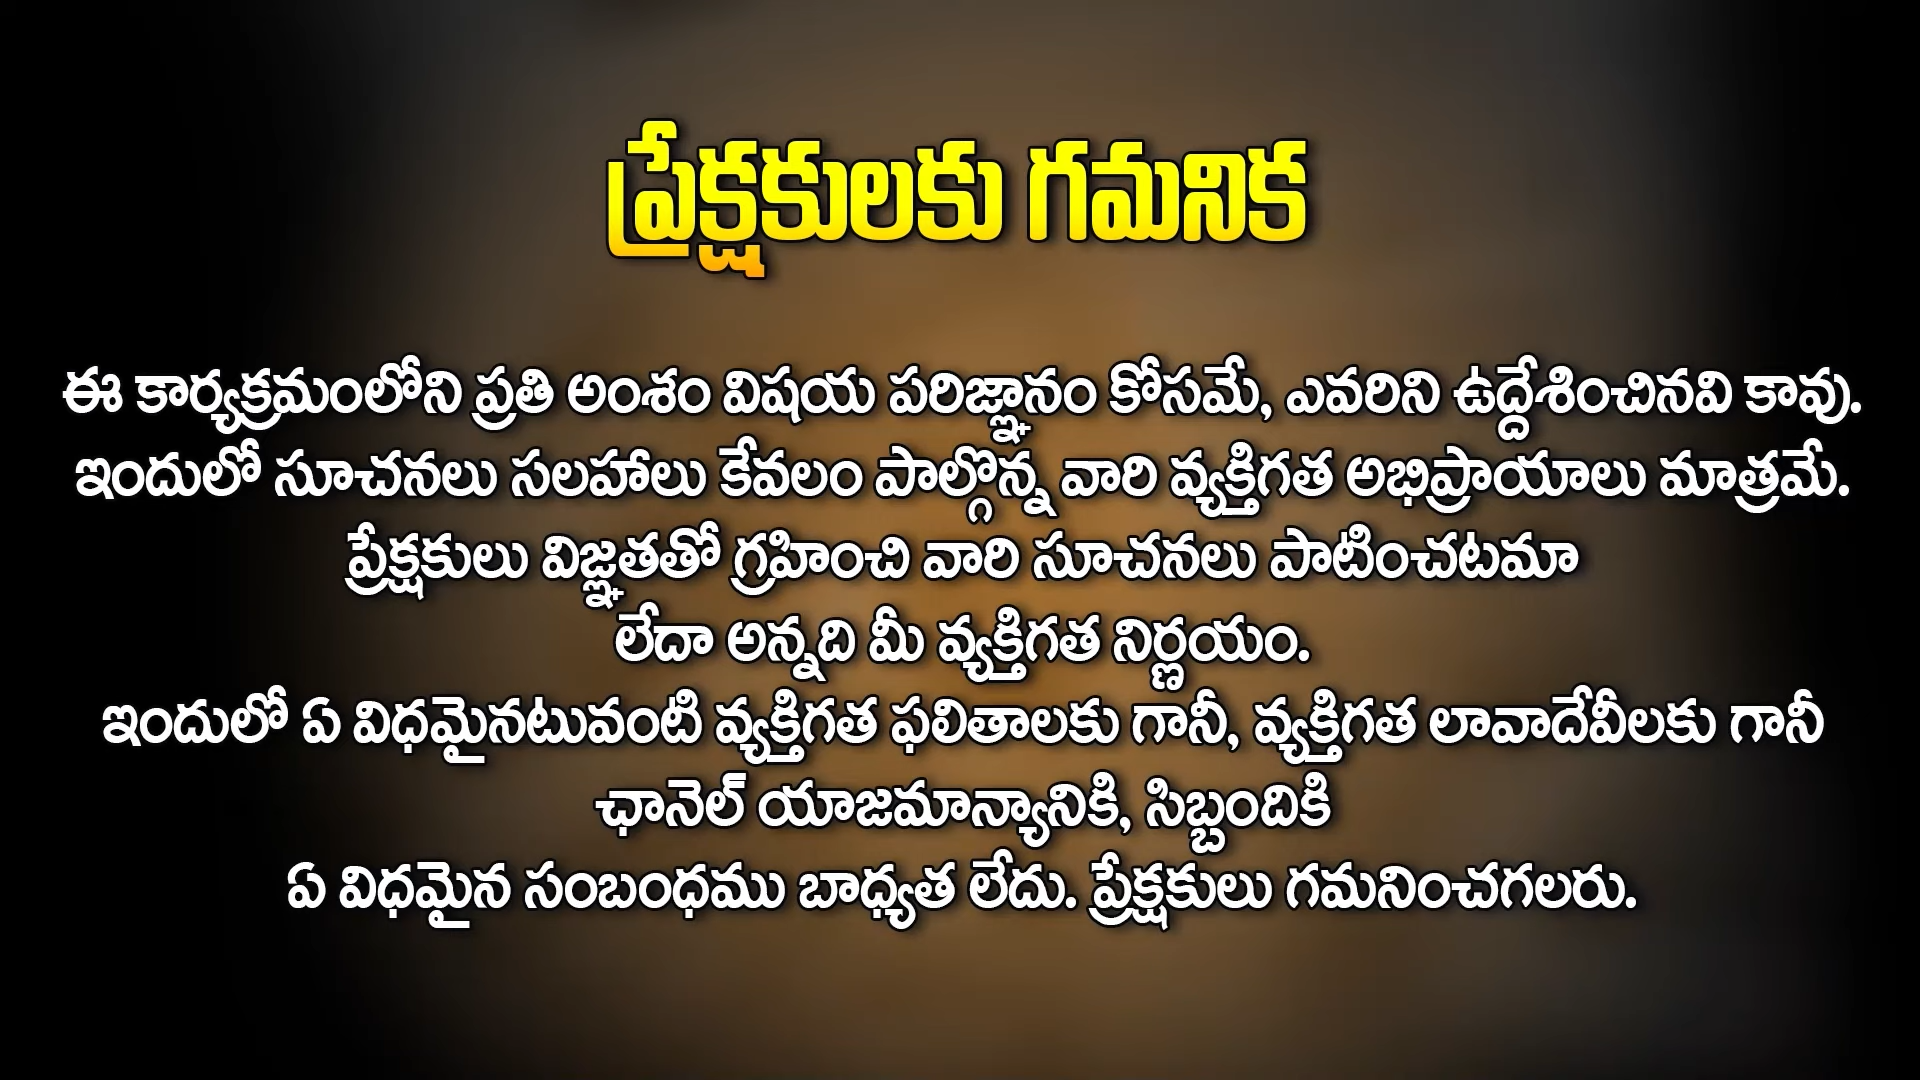 ప్రేక్షకులకు గమనిక
ఈ కార్యక్రమంలోని ప్రతి అంశం విషయ పరిజ్ఞానం కోసమే, ఎవరిని ఉద్దేశించినవి కావు.
ఇందులో సూచనలు సలహాలు కేవలం పాల్గొన్న వారి వ్యక్తిగత అభిప్రాయాలు మాత్రమే.
ప్రేక్షకులు విజ్ఞతతో గ్రహించి వారి సూచనలు పాటించటమా
లేదా అన్నది మీ వ్యక్తిగత నిర్ణయం.
ఇందులో ఏ విధమైనటువంటి వ్యక్తిగత ఫలితాలకు గానీ, వ్యక్తిగత లావాదేవీలకు గానీ
ఛానెల్ యాజమాన్యానికి, సిబ్బందికి
ఏ విధమైన సంబంధము బాధ్యత లేదు. ప్రేక్షకులు గమనించగలరు.